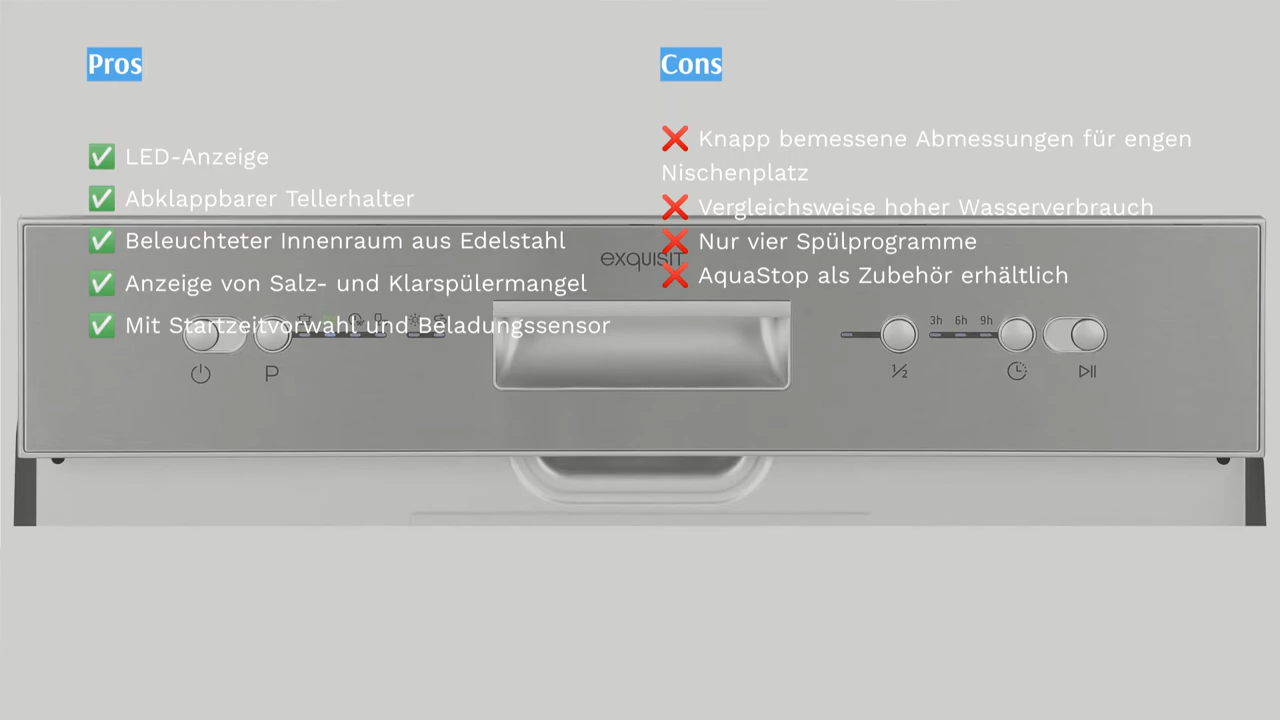 Pros
✅ LED-Anzeige
✅ Abklappbarer Tellerhalter
✅ Beleuchteter Innenraum aus Edelstahl
✅ Anzeige von Salz- und Klarspülermangel
✅ Mit Startzeitvorwahl und Beladungssensor
Cons
❌ Knapp bemessene Abmessungen für engen
Nischenplatz
❌ Vergleichsweise hoher Wasserverbrauch
❌ Nur vier Spülprogramme
❌ AquaStop als Zubehör erhältlich
exquisit
3h 6h 9h
P
½